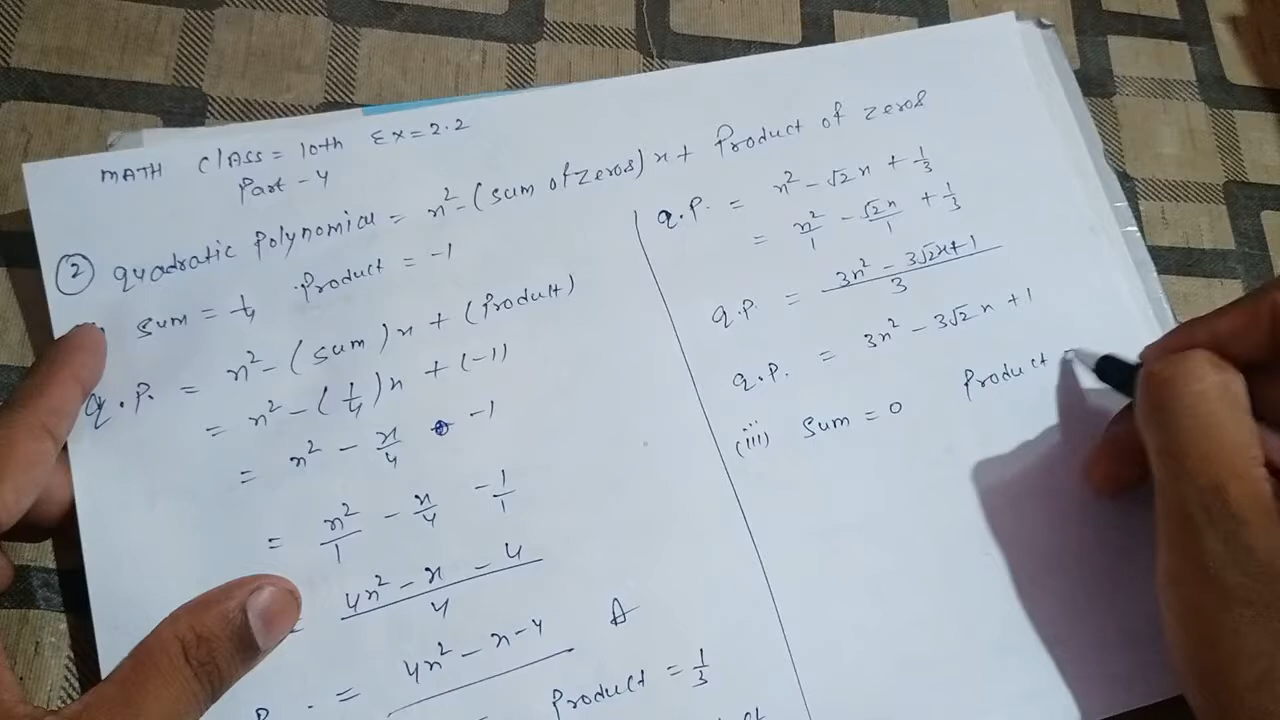 MATH Class = 10th Ex = 2.2
Part - 4
② Quadratic Polynomial = x² - (sum of zeros) x + Product of zeros
Sum = 1/4 Product = -1
Q.P. = x² - (sum) x + (Product)
= x² - (1/4) x + (-1)
= x² - x/4 -1
= x²/1 - x/4 - 1/1
= 4x² - x - 4 / 4
= 4x² - x - 4 A
Product = 1/3
Q.P. = x² - √2x + 1/3
= x²/1 - √2x/1 + 1/3
Q.P. = 3x² - 3√2x + 1 / 3
Q.P. = 3x² - 3√2x + 1
(iii) Sum = 0 Product